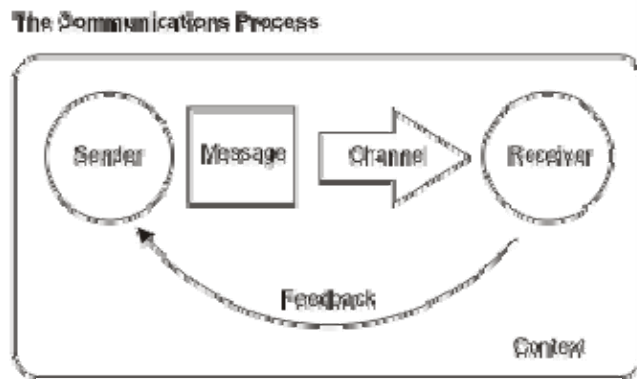 The Communications Process
Sender
Message
Channel
Receiver
Feedback
Context